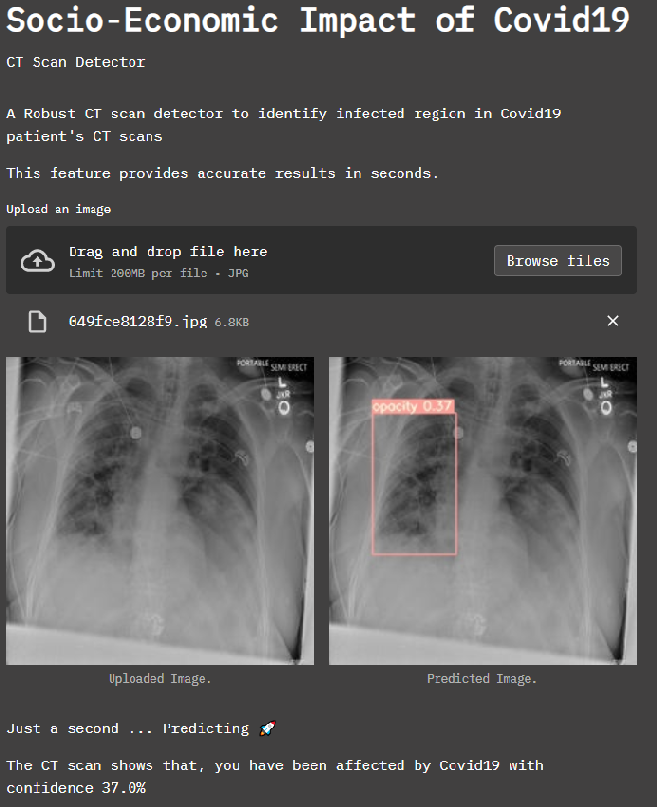 Socio-Economic Impact of Covid19
CT Scan Detector
A Robust CT scan detector to identify infected region in Covid19
patient's CT scans
This feature provides accurate results in seconds.
Upload an image
Drag and drop file here
Limit 200MB per file • JPG
Browse files
049fce8128f9.jpg 6.8KB
PORTABLE SEMI ERECT
L
JXR
O
PORTABLE SEMI ERECT
L
JXR
O
opacity 0.37
Uploaded Image.
Predicted Image.
Just a second ... Predicting 🚀
The CT scan shows that, you have been affected by Covid19 with
confidence 37.0%